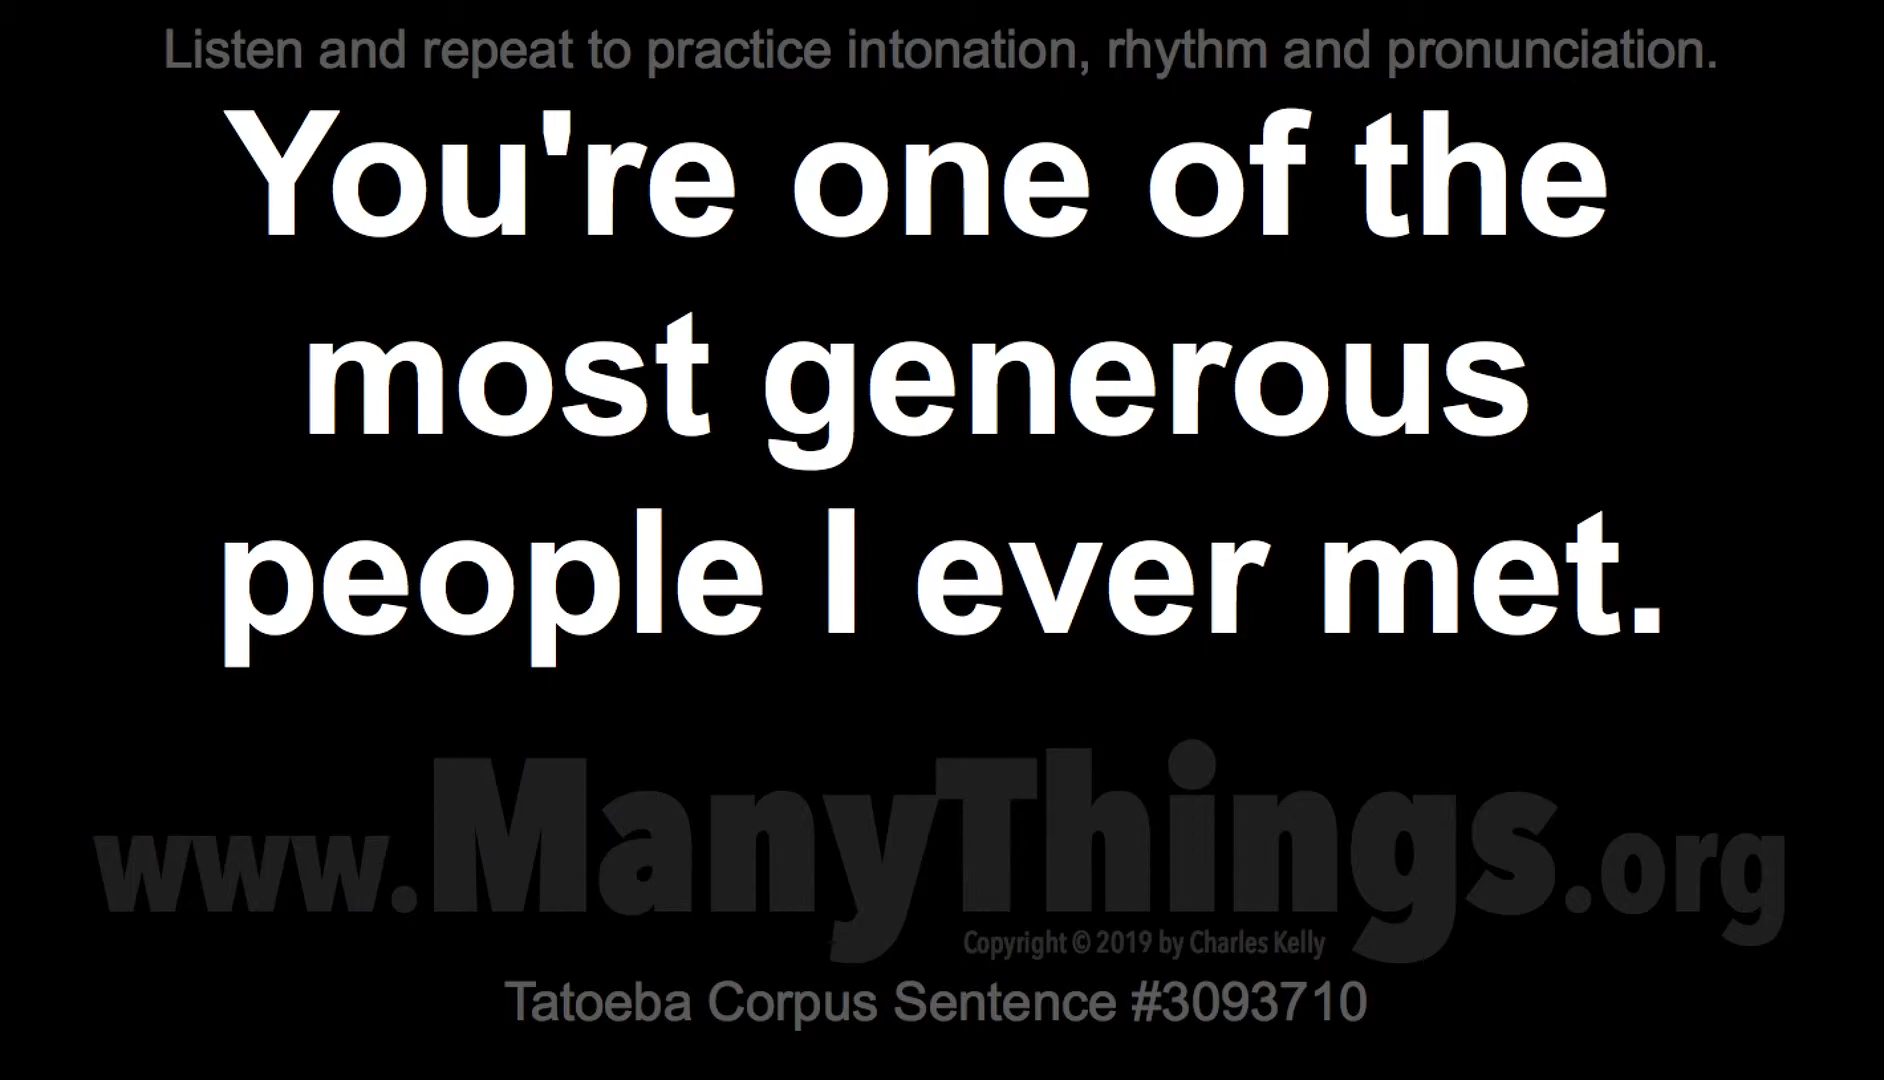 Listen and repeat to practice intonation, rhythm and pronunciation.
You're one of the
most generous
people I ever met.
www.ManyThings.org
Copyright © 2019 by Charles Kelly
Tatoeba Corpus Sentence #3093710